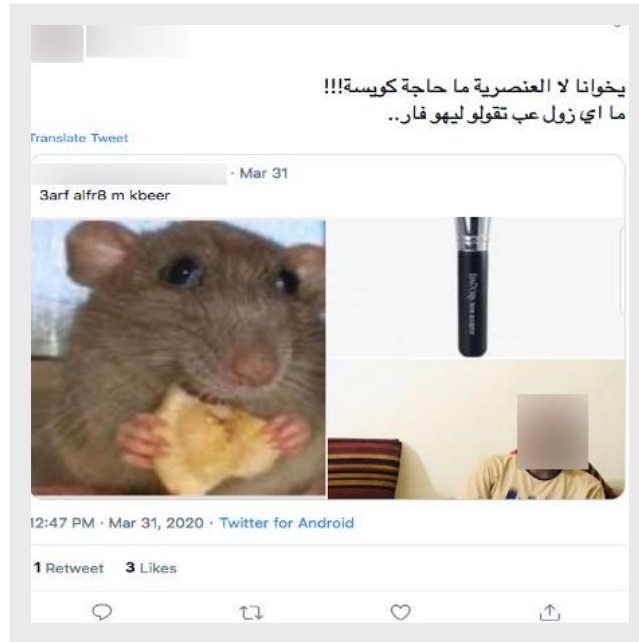 يخوانا لا العنصرية ما حاجة كويسة!!!
ما اي زول عب تقولو ليهو فار..
Translate Tweet
· Mar 31
3arf alfr8 m kbeer
12:47 PM · Mar 31, 2020 · Twitter for Android
1 Retweet 3 Likes